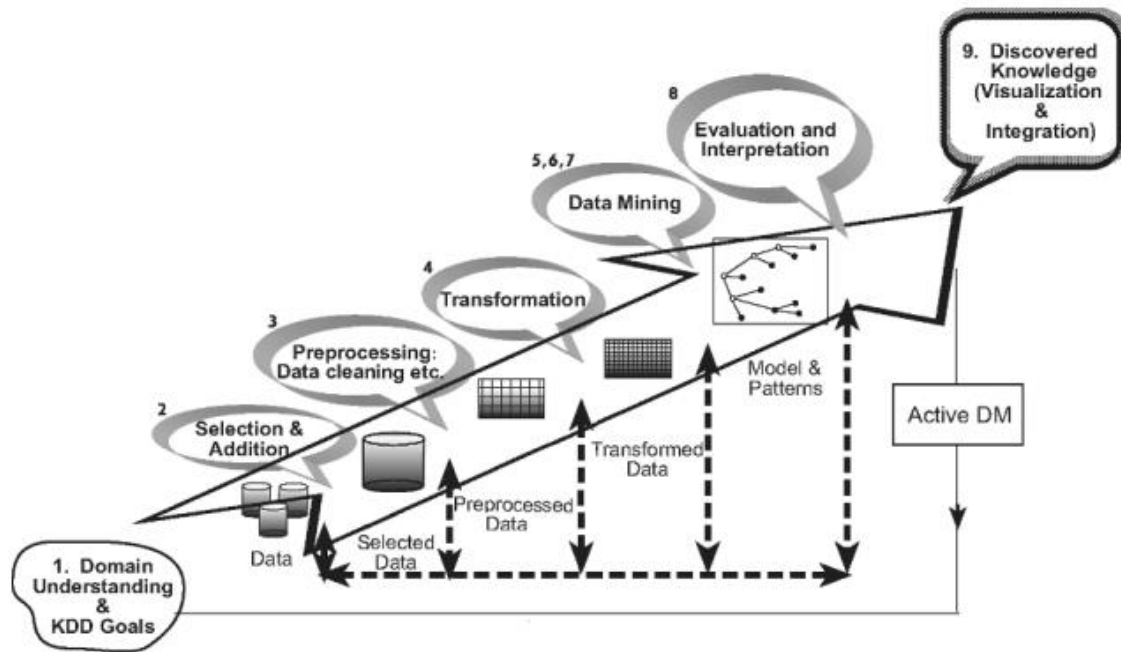 9. Discovered
Knowledge
(Visualization
&
Integration)
8
Evaluation and
Interpretation
5,6,7
Data Mining
4
Transformation
3
Preprocessing:
Data cleaning etc.
2
Selection &
Addition
Model &
Patterns
Active DM
Transformed
Data
Preprocessed
Data
Selected
Data
Data
1. Domain
Understanding
&
KDD Goals